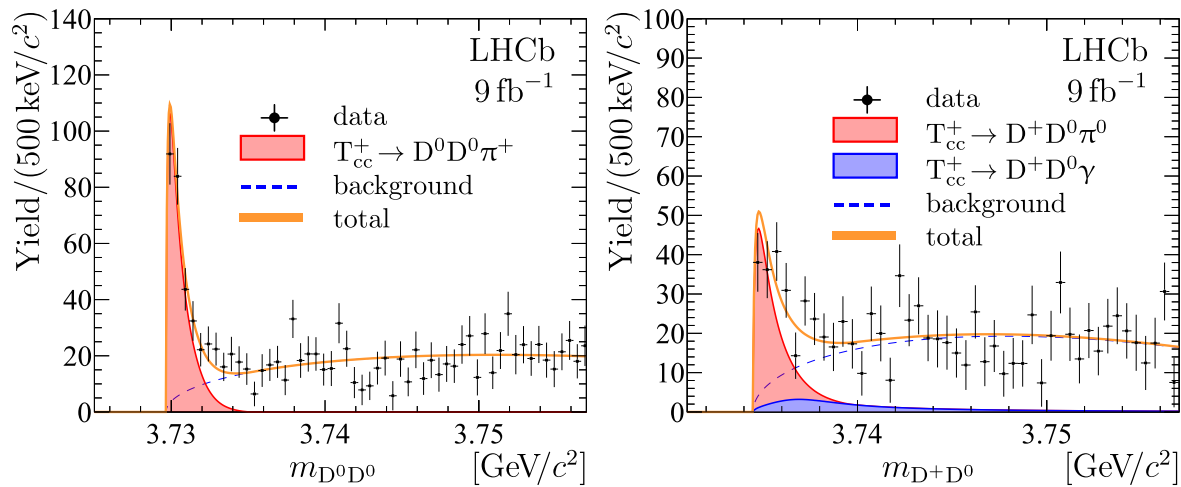 Yield/(500 keV/c²)
140
120
100
80
60
40
20
0
LHCb
9 fb⁻¹
data
T⁺cc → D⁰D⁰π⁺
background
total
3.73
3.74
3.75
m_D⁰D⁰ [GeV/c²]
Yield/(500 keV/c²)
100
90
80
70
60
50
40
30
20
10
0
LHCb
9 fb⁻¹
data
T⁺cc → D⁺D⁰π⁰
T⁺cc → D⁺D⁰γ
background
total
3.74
3.75
m_D⁺D⁰ [GeV/c²]